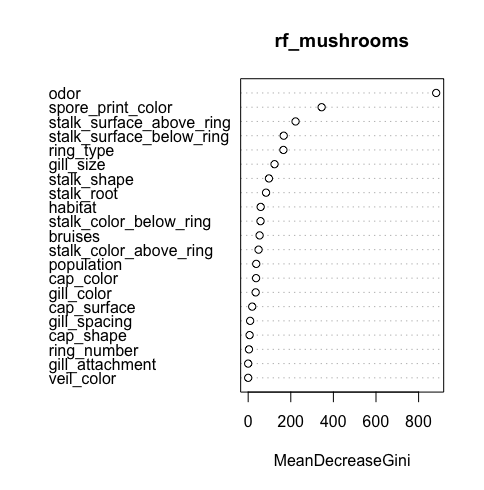 rf_mushrooms
odor
spore_print_color
stalk_surface_above_ring
stalk_surface_below_ring
ring_type
gill_size
stalk_shape
stalk_root
habitat
stalk_color_below_ring
bruises
stalk_color_above_ring
population
cap_color
gill_color
cap_surface
gill_spacing
cap_shape
ring_number
gill_attachment
veil_color
0 200 400 600 800
MeanDecreaseGini